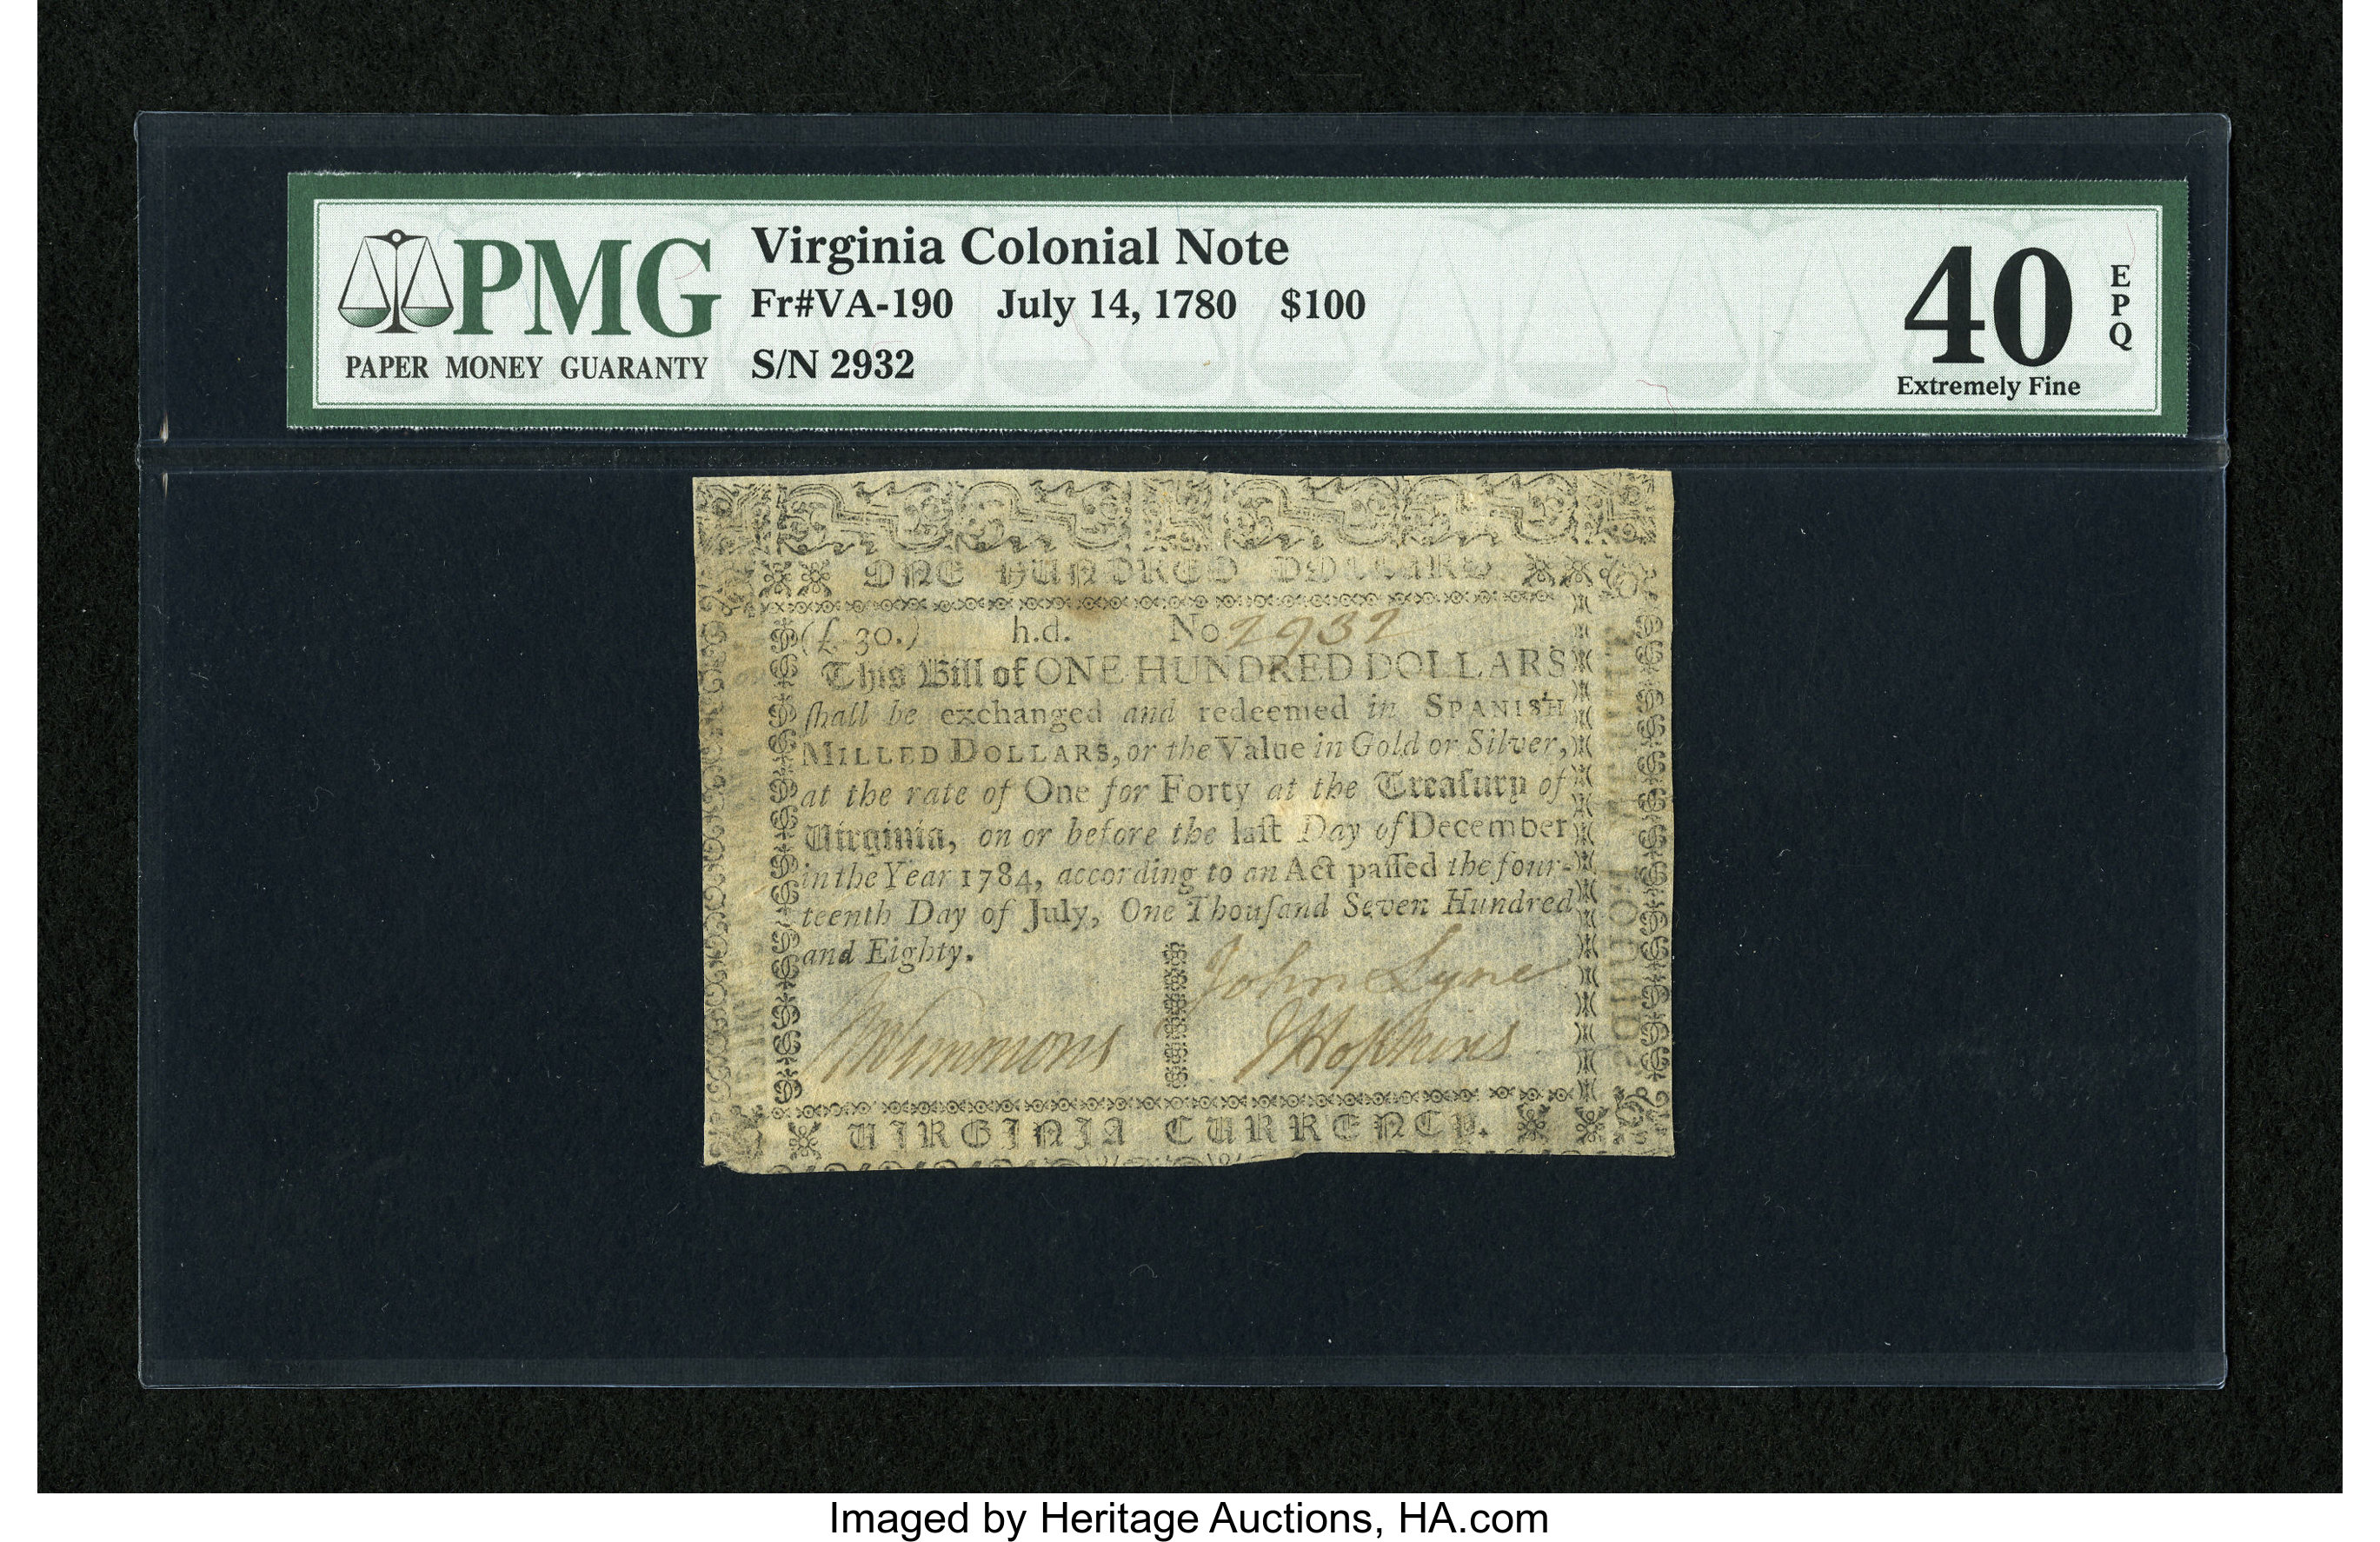 PMG
PAPER MONEY GUARANTY
Virginia Colonial Note
Fr#VA-190 July 14, 1780 $100
S/N 2932
40
EPQ
Extremely Fine
ONE HUNDRED DOLLARS
(£ 30.) h.d. No 2932
This Bill of ONE HUNDRED DOLLARS
ſhall be exchanged and redeemed in SPANISH
MILLED DOLLARS, or the Value in Gold or Silver,
at the rate of One for Forty at the Treaſury of
Virginia, on or before the laſt Day of December
in the Year 1784, according to an Act paſſed the four-
teenth Day of July, One Thouſand Seven Hundred
and Eighty.
John Lyne
JHopkins
VIRGINIA CURRENCY.
Imaged by Heritage Auctions, HA.com